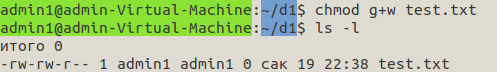 admin1@admin-Virtual-Machine:~/d1$ chmod g+w test.txt
admin1@admin-Virtual-Machine:~/d1$ ls -l
итого 0
-rw-rw-r-- 1 admin1 admin1 0 сак 19 22:38 test.txt